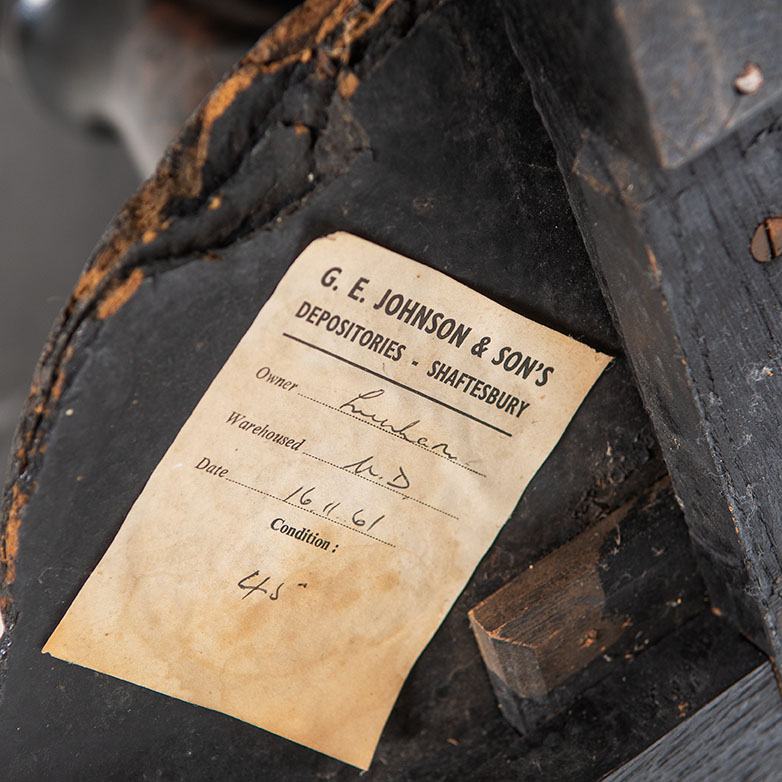 G. E. JOHNSON & SON'S
DEPOSITORIES - SHAFTESBURY
Owner
Warehoused M.D.
Date 16.11.61
Condition :
45